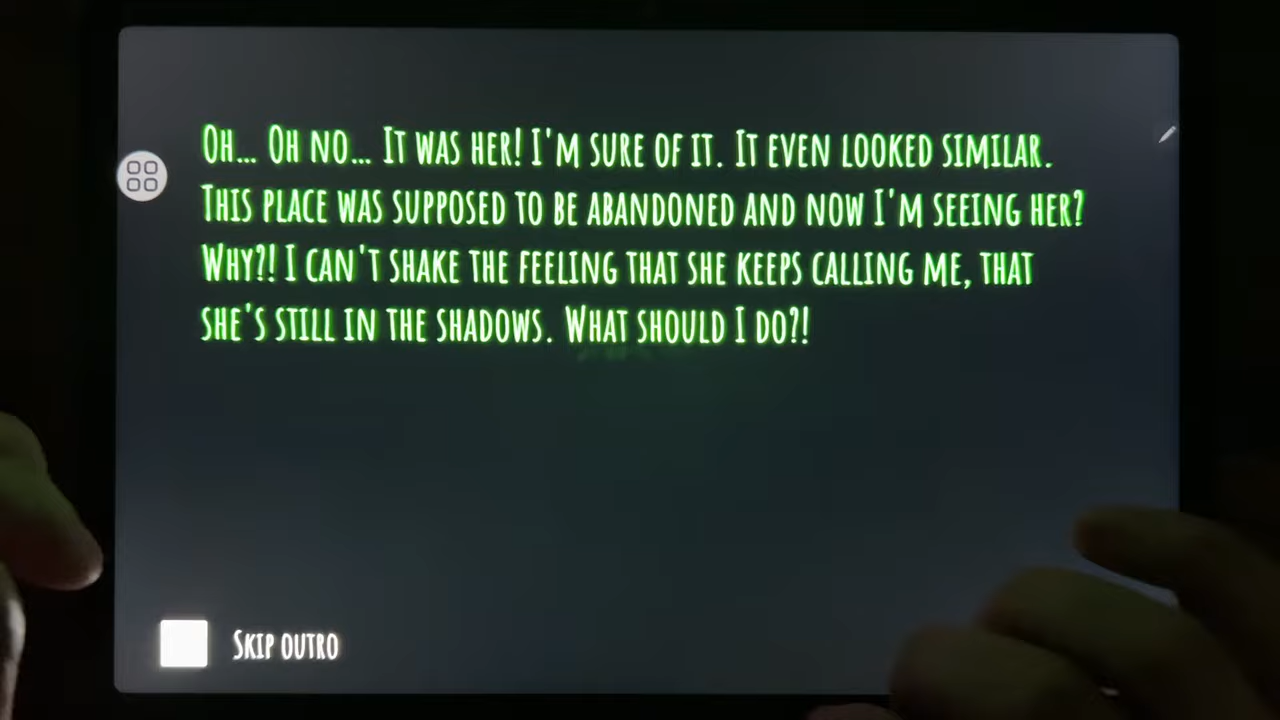 Oh... Oh no... It was her! I'm sure of it. It even looked similar.
This place was supposed to be abandoned and now I'm seeing her?
Why?! I can't shake the feeling that she keeps calling me, that
she's still in the shadows. What should I do?!
Skip outro